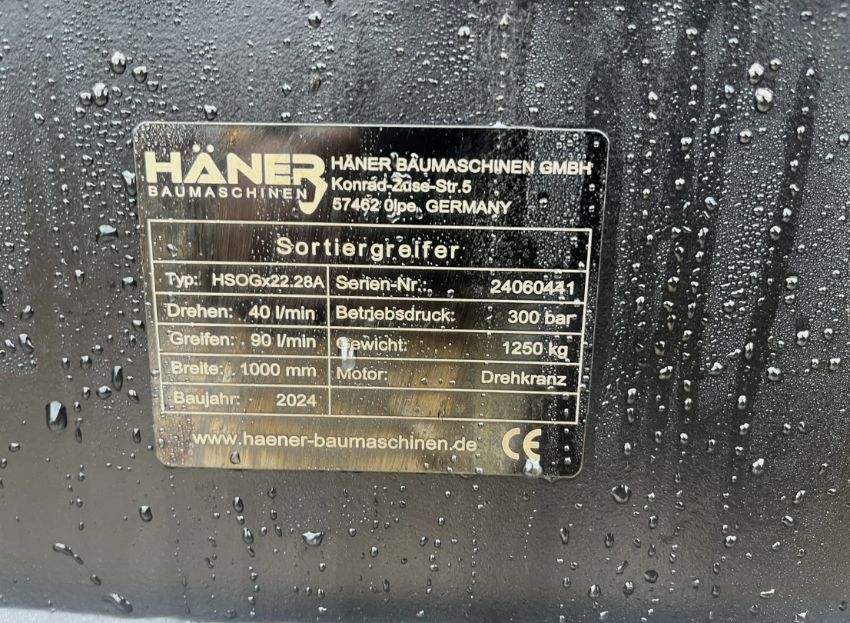 HÄNER
BAUMASCHINEN
HÄNER BAUMASCHINEN GMBH
Konrad-Zuse-Str.5
57462 Olpe, GERMANY
Sortiergreifer
Typ: HSOGx22.28A Serien-Nr.: 24060441
Drehen: 40 l/min Betriebsdruck: 300 bar
Greifen: 90 l/min Gewicht: 1250 kg
Breite: 1000 mm Motor: Drehkranz
Baujahr: 2024
www.haener-baumaschinen.de CE